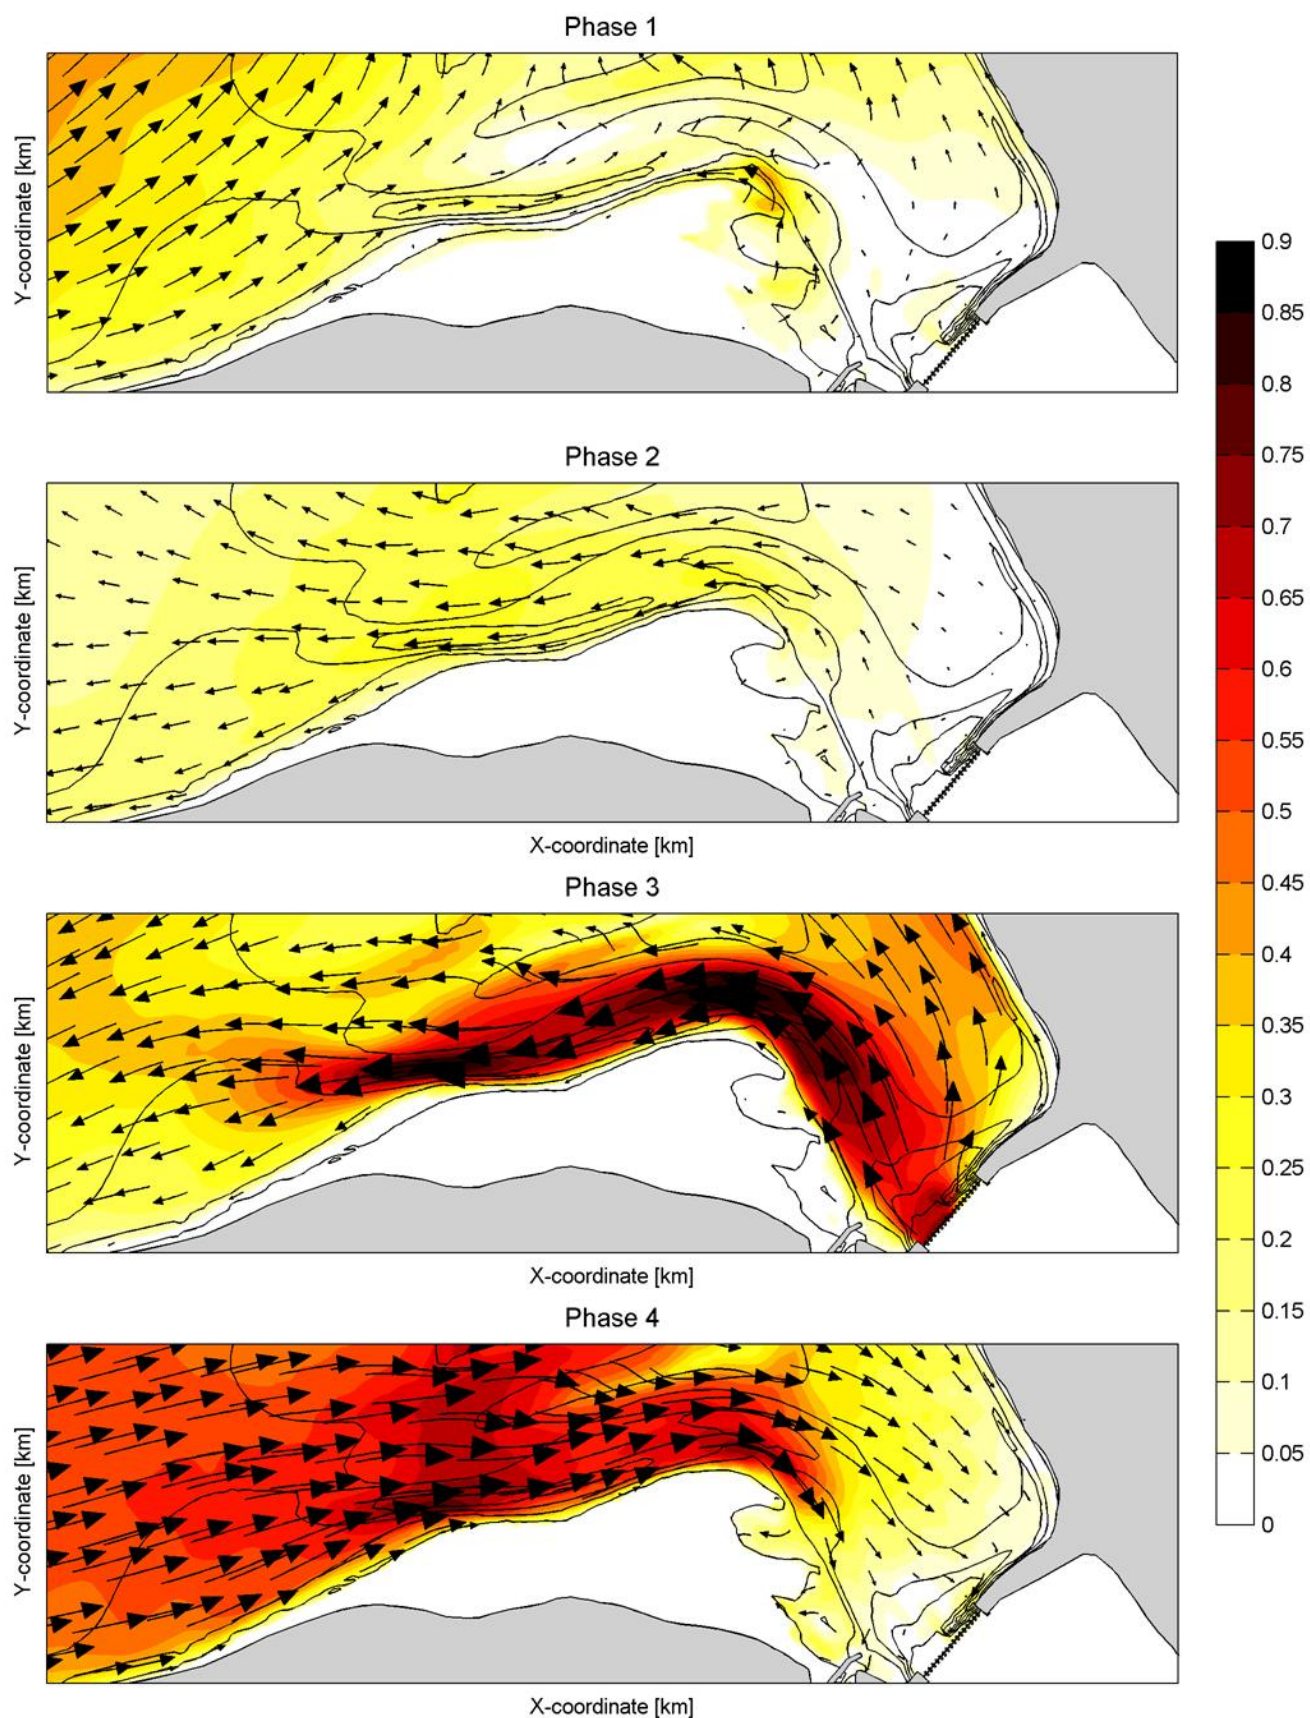 Phase 1
Y-coordinate [km]
Phase 2
Y-coordinate [km]
X-coordinate [km]
Phase 3
Y-coordinate [km]
X-coordinate [km]
Phase 4
Y-coordinate [km]
X-coordinate [km]
0.9
0.85
0.8
0.75
0.7
0.65
0.6
0.55
0.5
0.45
0.4
0.35
0.3
0.25
0.2
0.15
0.1
0.05
0